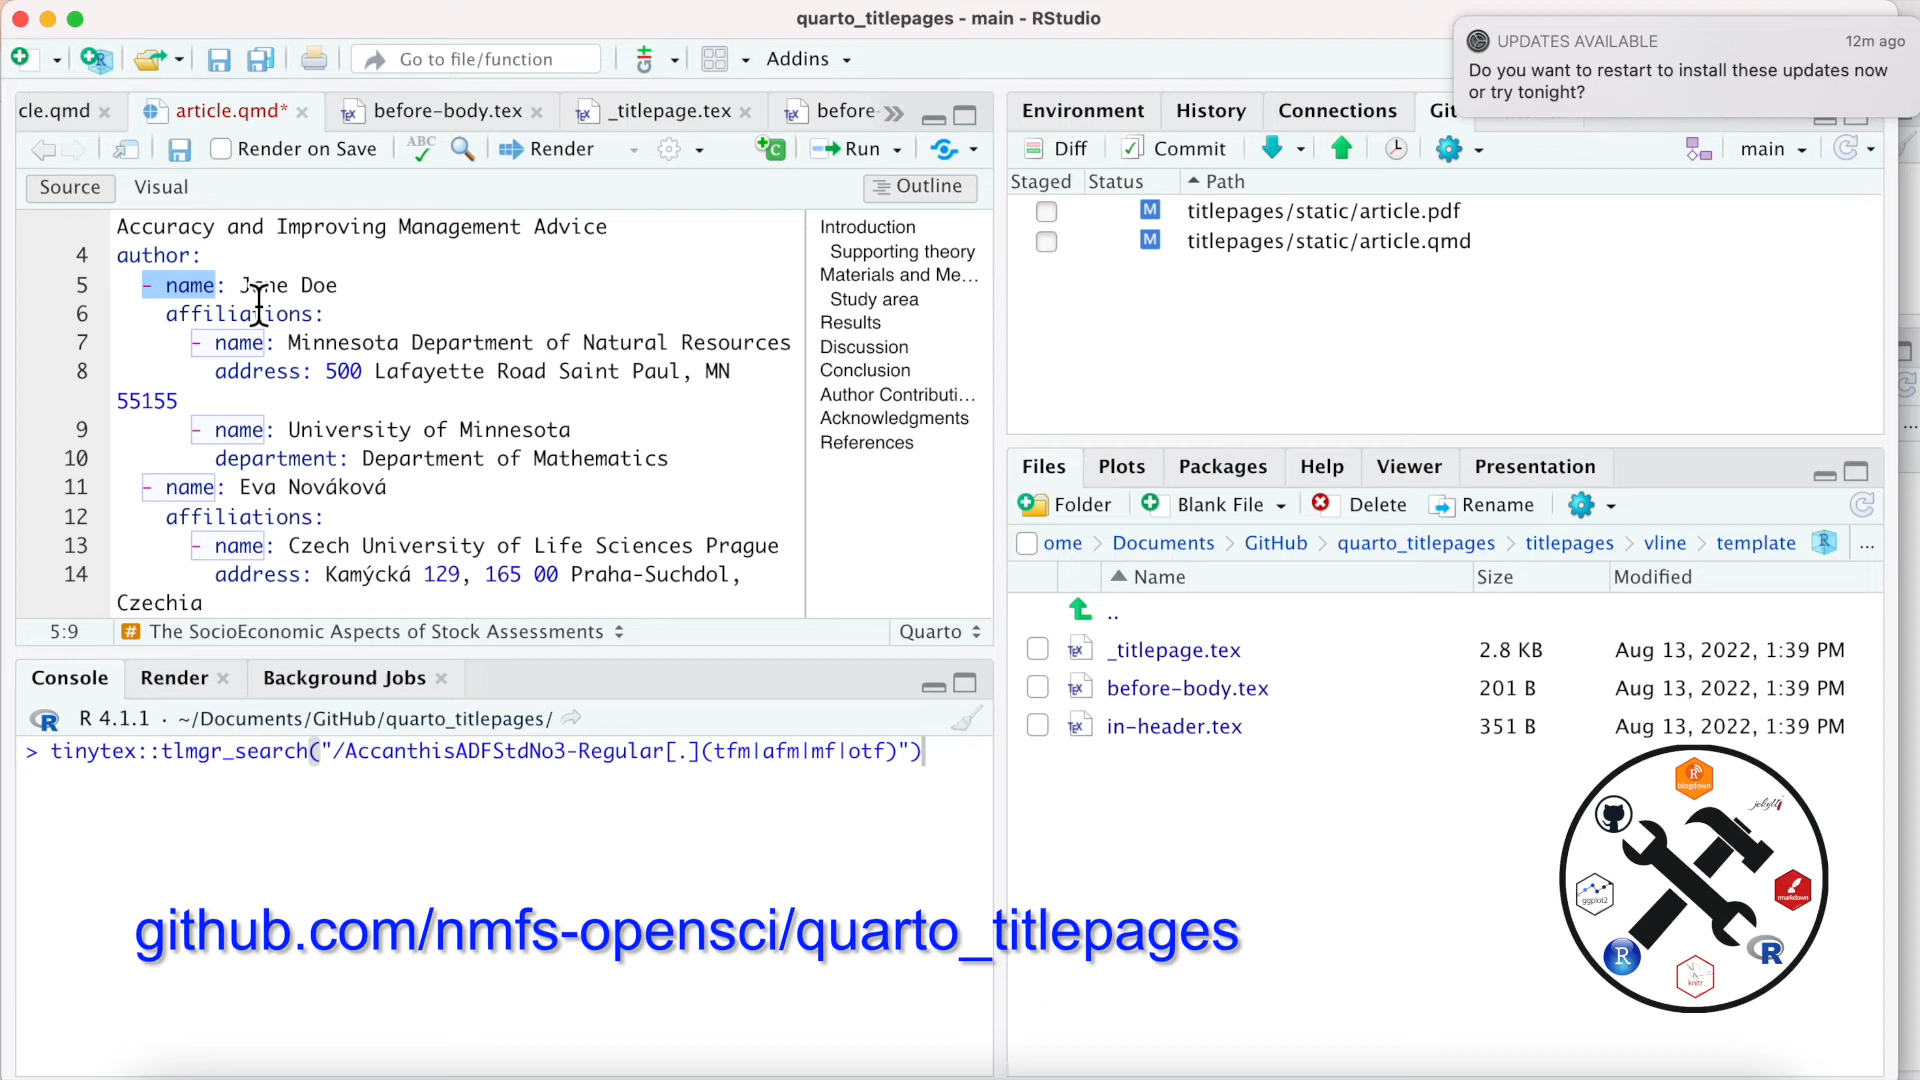 quarto_titlepages - main - RStudio
UPDATES AVAILABLE 12m ago
Do you want to restart to install these updates now
or try tonight?
Go to file/function
Addins
cle.qmd
article.qmd*
before-body.tex
_titlepage.tex
before-
Render on Save
ABC
Render
Run
Source
Visual
Outline
Accuracy and Improving Management Advice
4 author:
5 - name: Jane Doe
6 affiliations:
7 - name: Minnesota Department of Natural Resources
8 address: 500 Lafayette Road Saint Paul, MN
55155
9 - name: University of Minnesota
10 department: Department of Mathematics
11 - name: Eva Nováková
12 affiliations:
13 - name: Czech University of Life Sciences Prague
14 address: Kamýcká 129, 165 00 Praha-Suchdol,
Czechia
Introduction
Supporting theory
Materials and Me...
Study area
Results
Discussion
Conclusion
Author Contributi...
Acknowledgments
References
5:9 # The SocioEconomic Aspects of Stock Assessments Quarto
Console
Render
Background Jobs
R 4.1.1 · ~/Documents/GitHub/quarto_titlepages/
> tinytex::tlmgr_search("/AccanthisADFStdNo3-Regular[.](tfm|afm|mf|otf)")
Environment
History
Connections
Git
Diff
Commit
main
Staged Status Path
M titlepages/static/article.pdf
M titlepages/static/article.qmd
Files
Plots
Packages
Help
Viewer
Presentation
Folder
Blank File
Delete
Rename
ome > Documents > GitHub > quarto_titlepages > titlepages > vline > template ...
Name Size Modified
..
_titlepage.tex 2.8 KB Aug 13, 2022, 1:39 PM
before-body.tex 201 B Aug 13, 2022, 1:39 PM
in-header.tex 351 B Aug 13, 2022, 1:39 PM
github.com/nmfs-opensci/quarto_titlepages
blogdown
jekyll
ggplot2
rmarkdown
R
R
knitr